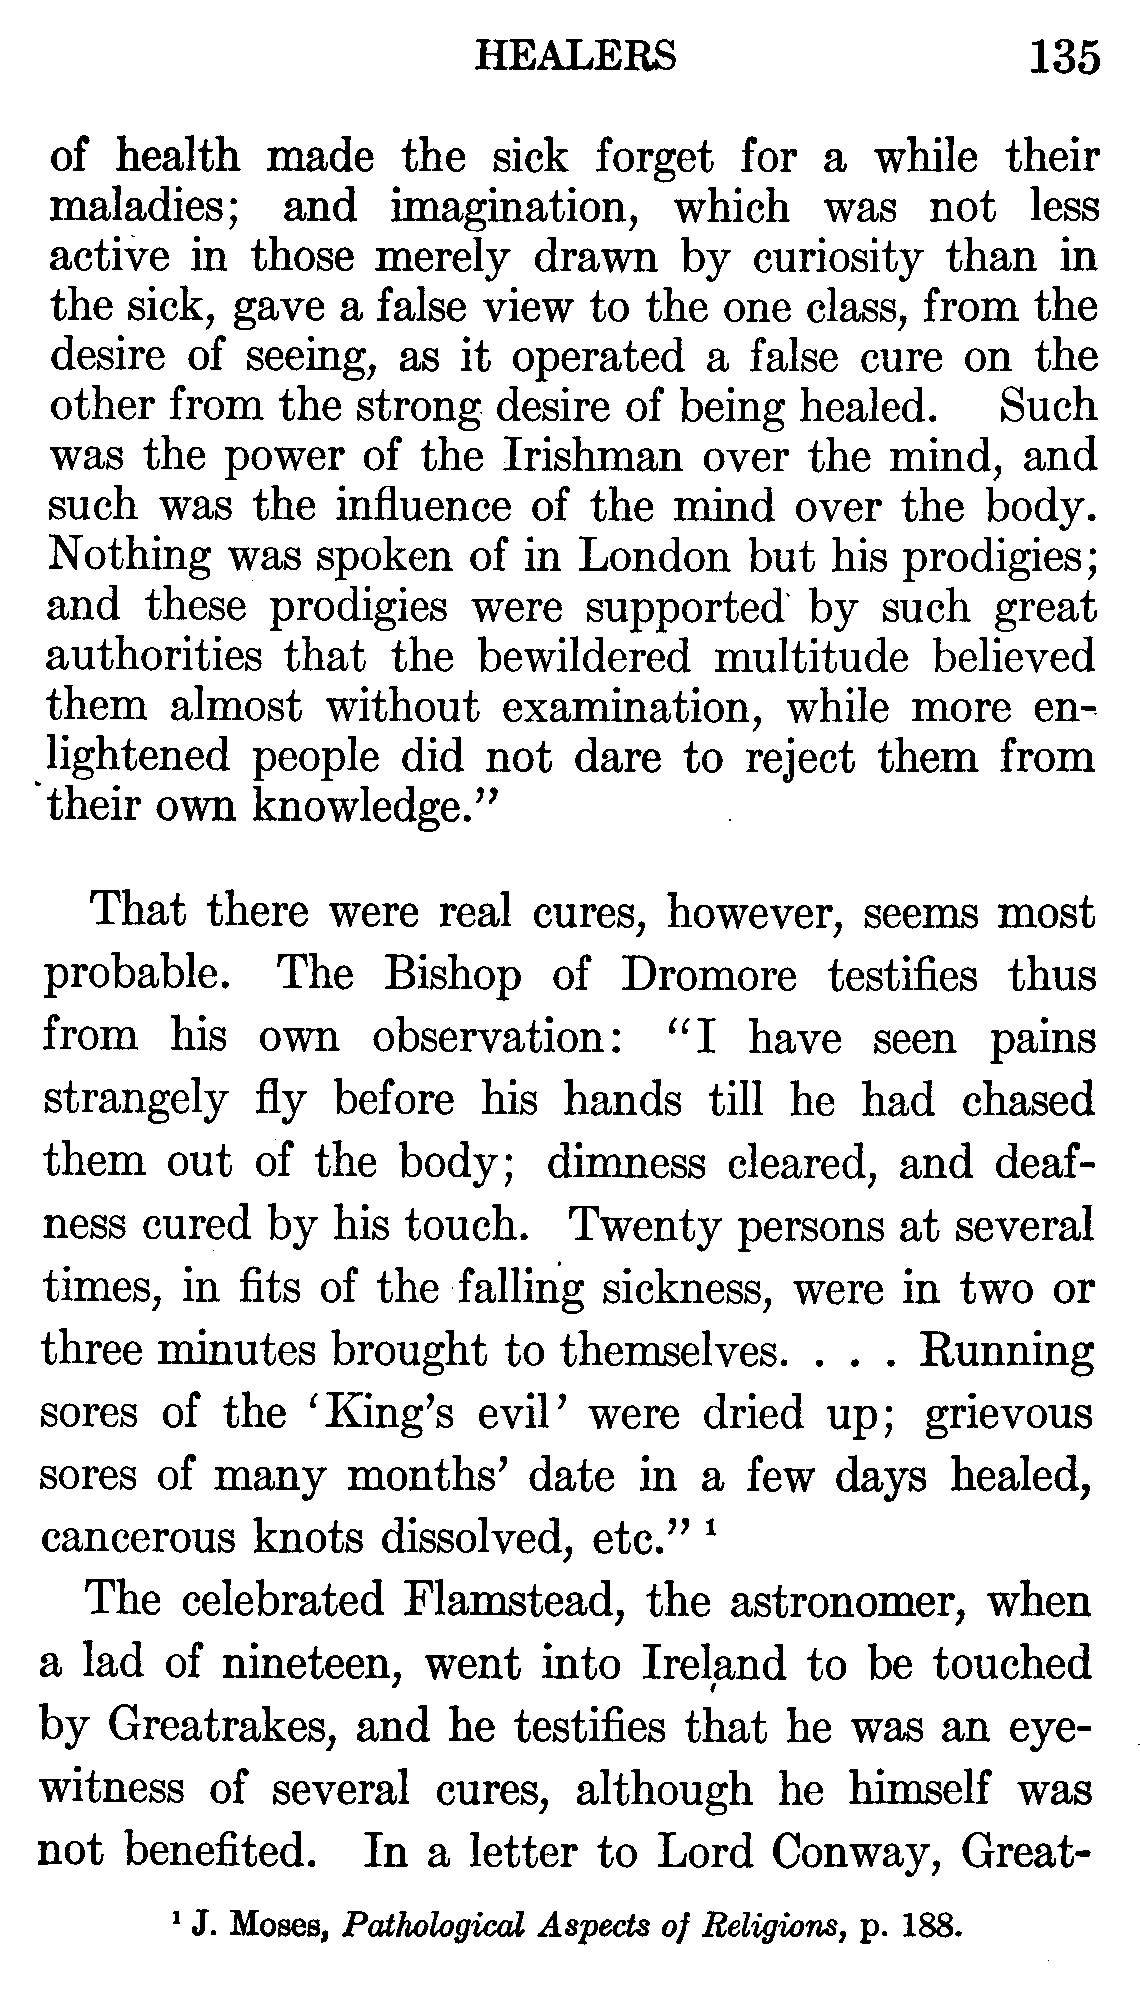 HEALERS 135
of health made the sick forget for a while their
maladies; and imagination, which was not less
active in those merely drawn by curiosity than in
the sick, gave a false view to the one class, from the
desire of seeing, as it operated a false cure on the
other from the strong desire of being healed. Such
was the power of the Irishman over the mind, and
such was the influence of the mind over the body.
Nothing was spoken of in London but his prodigies;
and these prodigies were supported by such great
authorities that the bewildered multitude believed
them almost without examination, while more en-
lightened people did not dare to reject them from
their own knowledge."
That there were real cures, however, seems most
probable. The Bishop of Dromore testifies thus
from his own observation: "I have seen pains
strangely fly before his hands till he had chased
them out of the body; dimness cleared, and deaf-
ness cured by his touch. Twenty persons at several
times, in fits of the falling sickness, were in two or
three minutes brought to themselves. . . . Running
sores of the 'King's evil' were dried up; grievous
sores of many months' date in a few days healed,
cancerous knots dissolved, etc." ¹
The celebrated Flamstead, the astronomer, when
a lad of nineteen, went into Ireland to be touched
by Greatrakes, and he testifies that he was an eye-
witness of several cures, although he himself was
not benefited. In a letter to Lord Conway, Great-
¹ J. Moses, Pathological Aspects of Religions, p. 188.